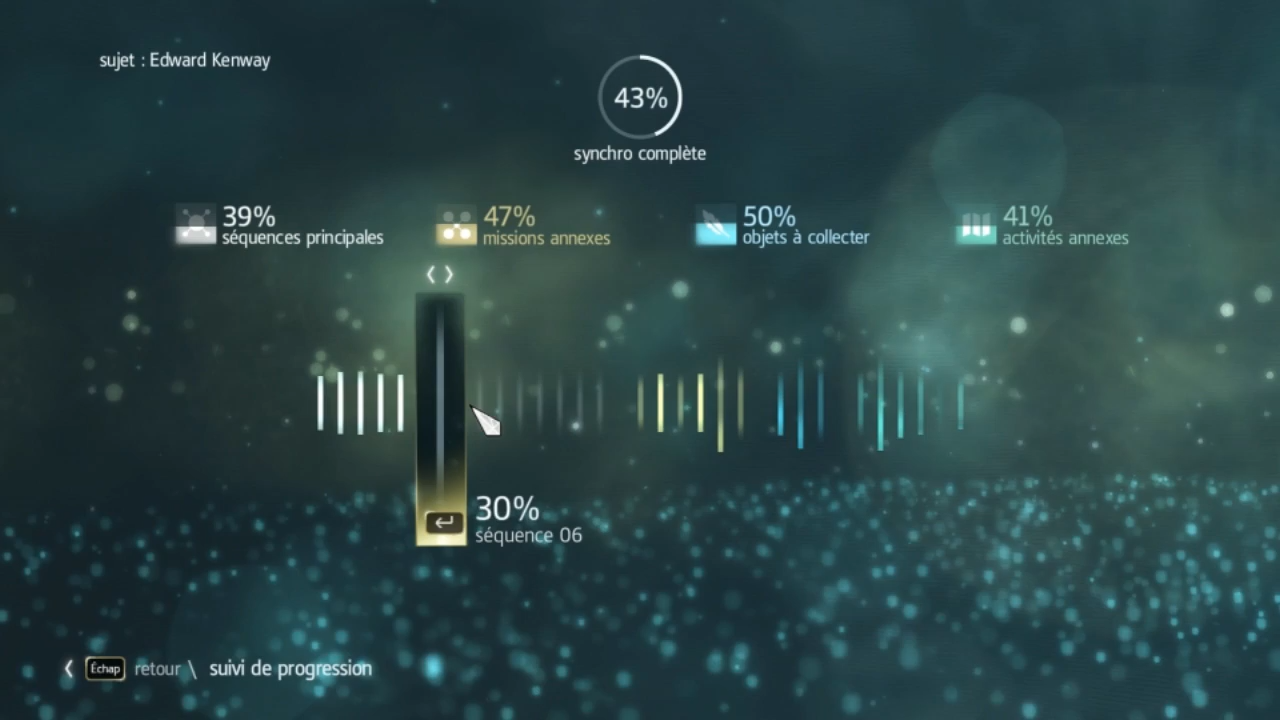 sujet : Edward Kenway
43%
synchro complète
39%
séquences principales
47%
missions annexes
50%
objets à collecter
41%
activités annexes
30%
séquence 06
Échap retour \ suivi de progression